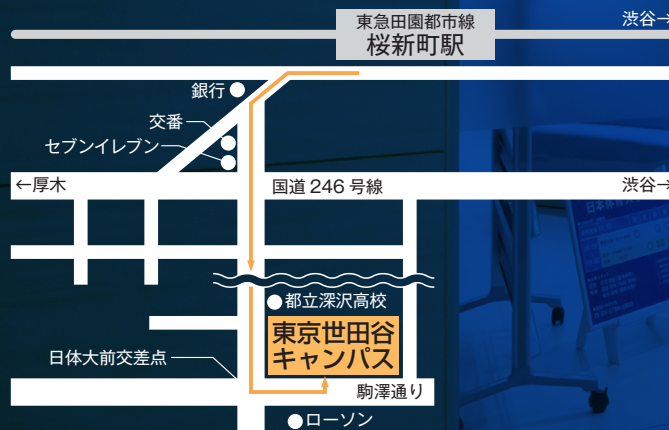 東急田園都市線
桜新町駅
渋谷→
銀行
交番
セブンイレブン
←厚木
国道246号線
渋谷→
都立深沢高校
東京世田谷
キャンパス
日体大前交差点
駒澤通り
ローソン